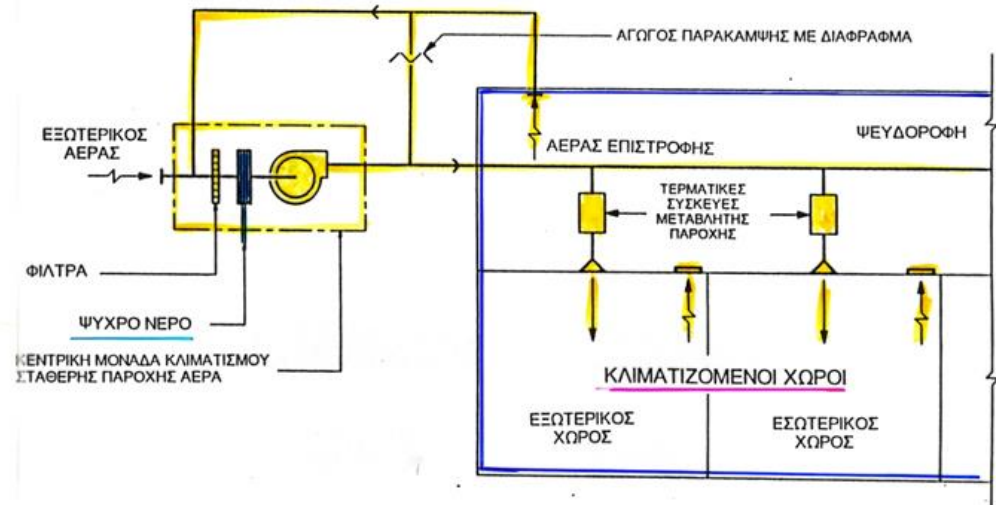 ΑΓΩΓΟΣ ΠΑΡΑΚΑΜΨΗΣ ΜΕ ΔΙΑΦΡΑΓΜΑ
ΨΕΥΔΟΡΟΦΗ
ΕΞΩΤΕΡΙΚΟΣ
ΑΕΡΑΣ
ΑΕΡΑΣ ΕΠΙΣΤΡΟΦΗΣ
ΤΕΡΜΑΤΙΚΕΣ
ΣΥΣΚΕΥΕΣ
ΜΕΤΑΒΛΗΤΗΣ
ΠΑΡΟΧΗΣ
ΦΙΛΤΡΑ
ΨΥΧΡΟ ΝΕΡΟ
ΚΕΝΤΡΙΚΗ ΜΟΝΑΔΑ ΚΛΙΜΑΤΙΣΜΟΥ
ΣΤΑΘΕΡΗΣ ΠΑΡΟΧΗΣ ΑΕΡΑ
ΚΛΙΜΑΤΙΖΟΜΕΝΟΙ ΧΩΡΟΙ
ΕΞΩΤΕΡΙΚΟΣ
ΧΩΡΟΣ
ΕΣΩΤΕΡΙΚΟΣ
ΧΩΡΟΣ